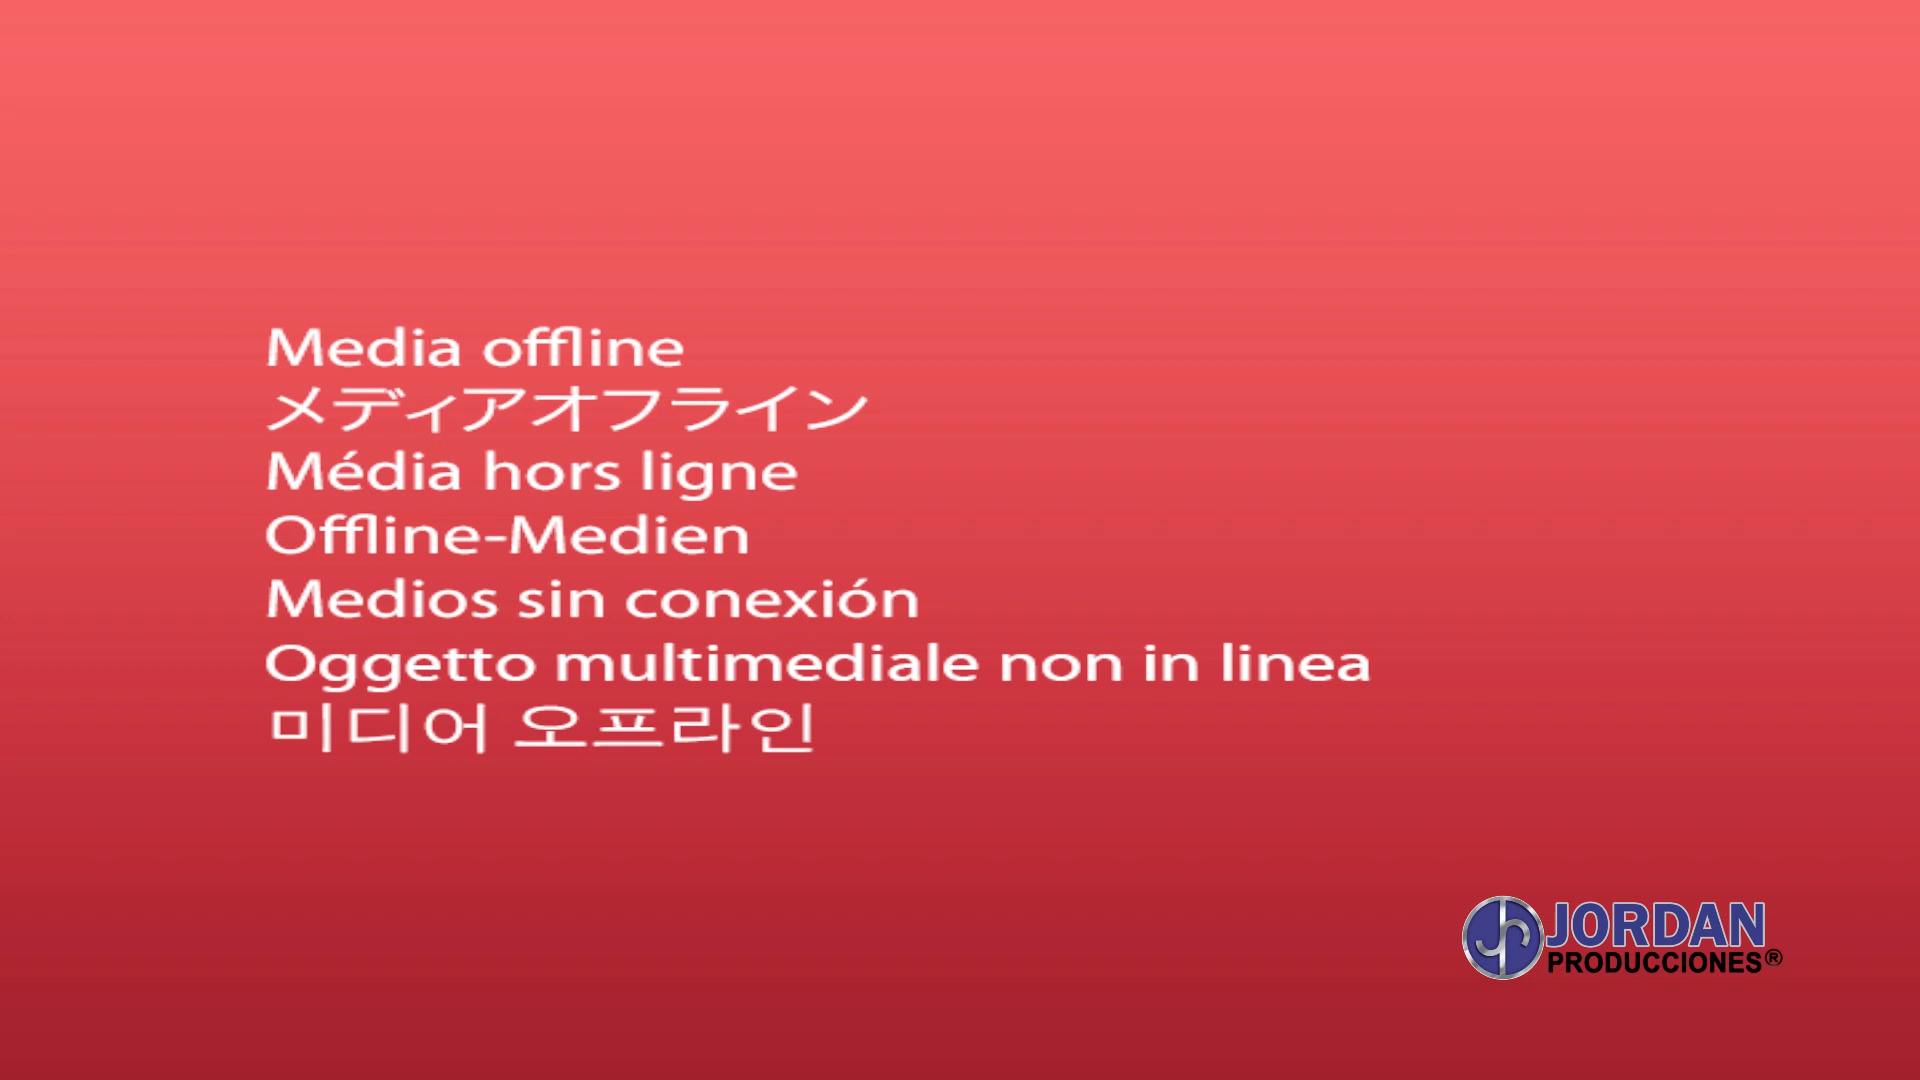 Media offline
メディアオフライン
Média hors ligne
Offline-Medien
Medios sin conexión
Oggetto multimediale non in linea
미디어 오프라인
JORDAN
PRODUCCIONES®